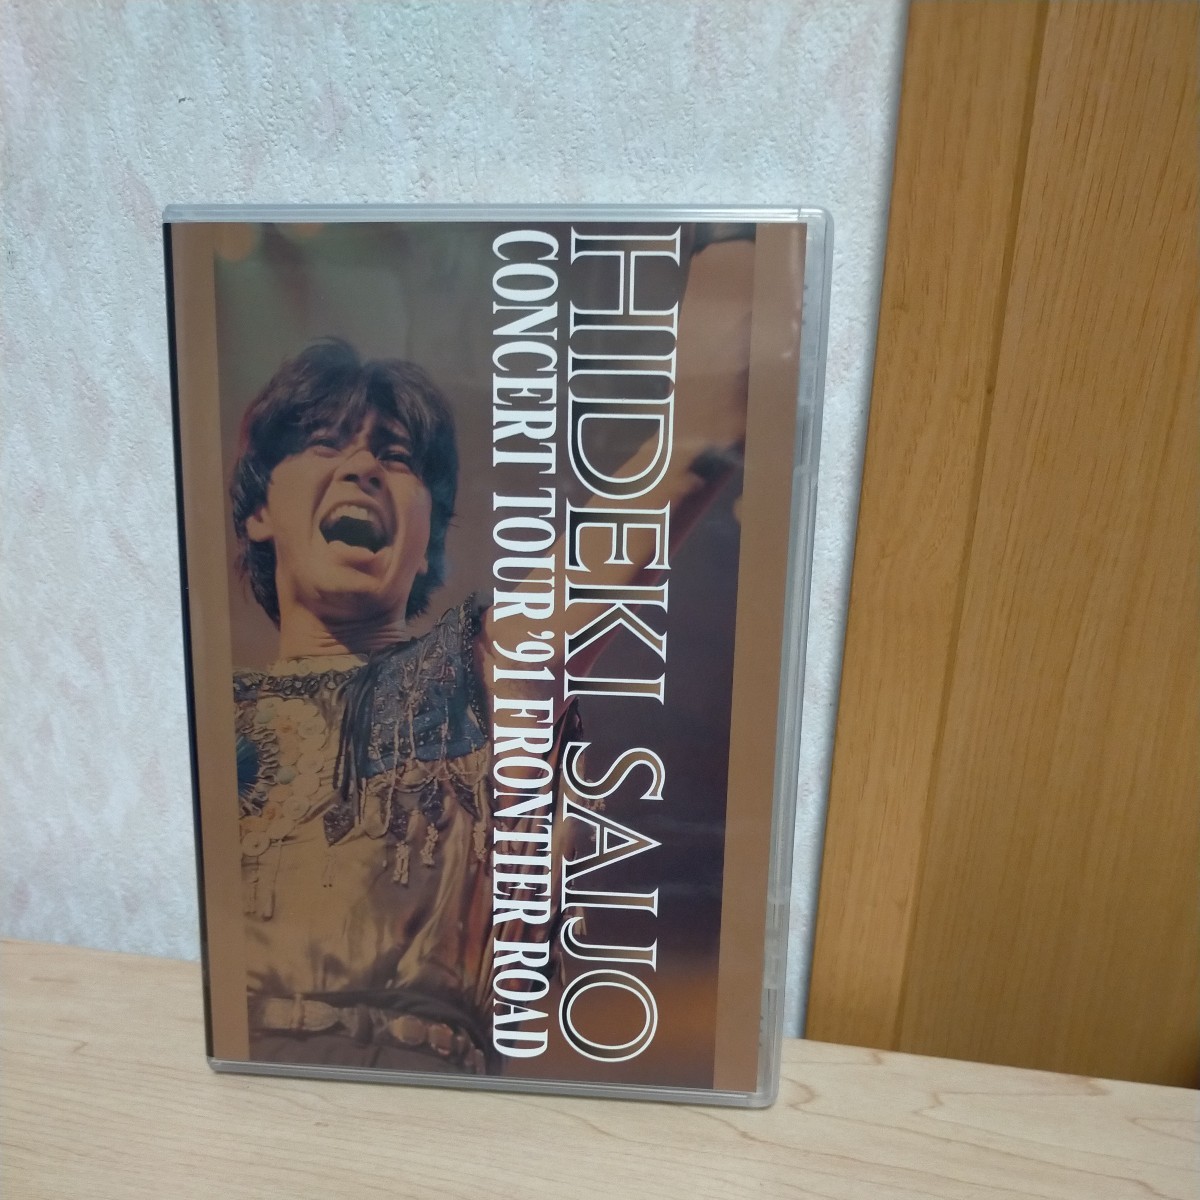 HIDEKI SAIJO
CONCERT TOUR '91 FRONTIER ROAD